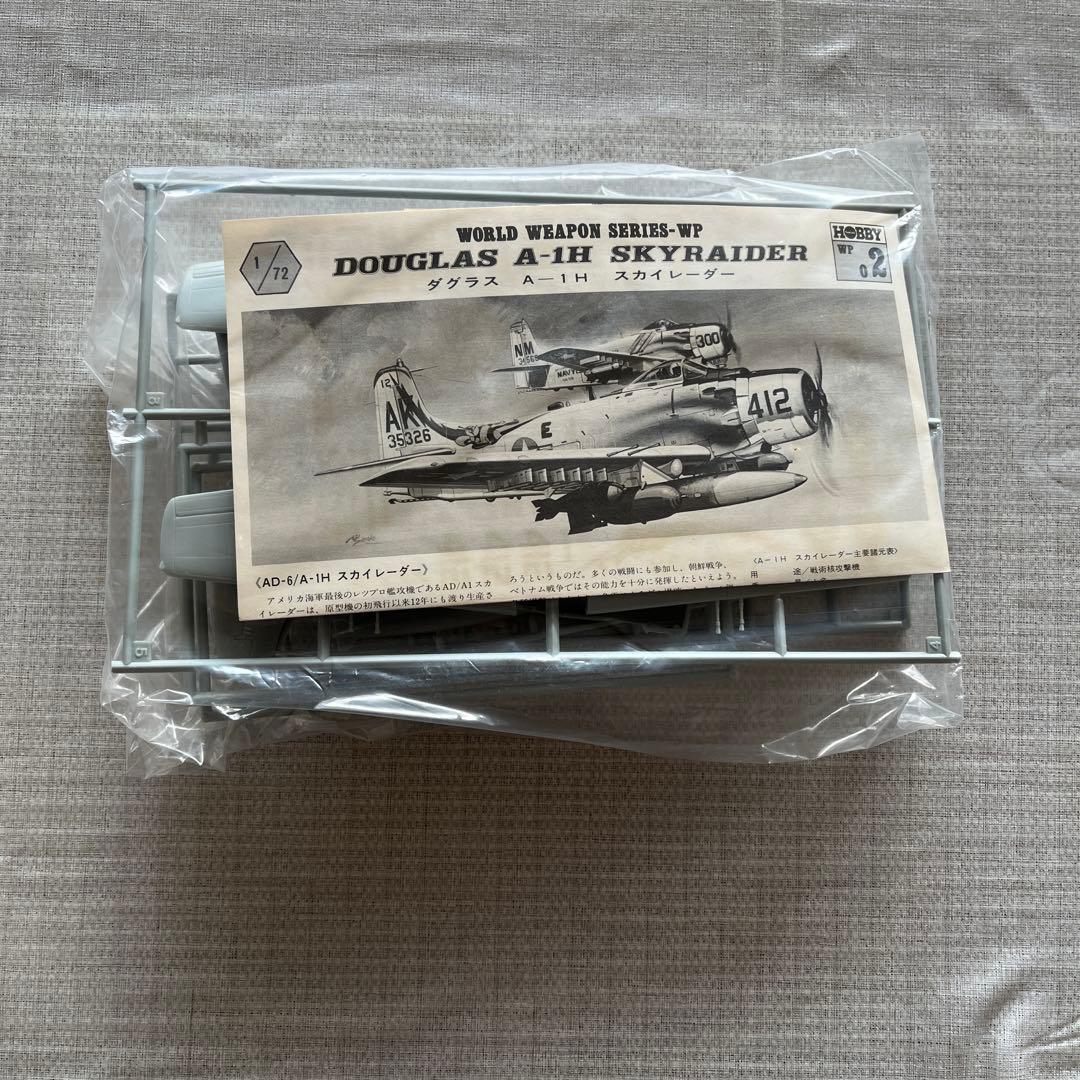 WORLD WEAPON SERIES-WP
DOUGLAS A-1H SKYRAIDER
ダグラス A-1H スカイレーダー
1/72
HOBBY
WP
02
NM
300
NAVY
12
AK
35326
E
412
《AD-6/A-1H スカイレーダー》
アメリカ海軍最後のレシプロ艦攻機であるAD/A1スカ
イレーダーは、原型機の初飛行以来12年にも渡り生産さ
ろうというものだ。多くの戦闘にも参加し、朝鮮戦争、
ベトナム戦争ではその能力を十分に発揮したといえよう。
〈A-1H スカイレーダー主要諸元表〉
用 途/戦術核攻撃機
3
5
4